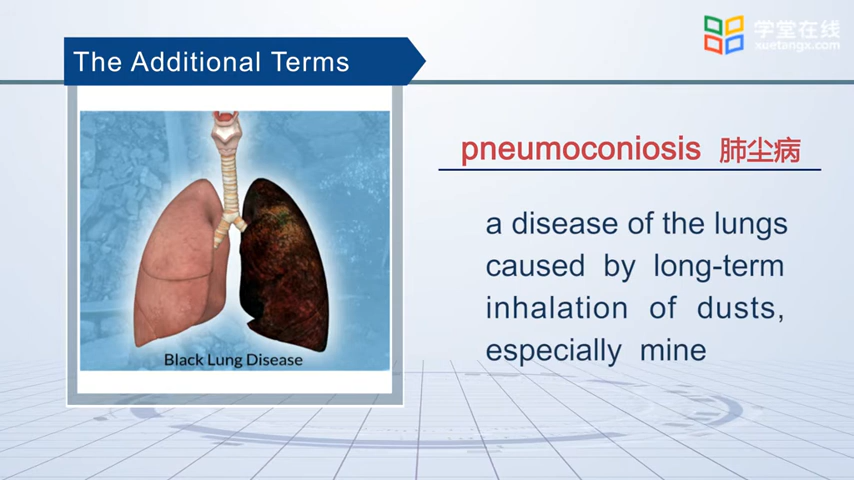 学堂在线
xuetangx.com
The Additional Terms
pneumoconiosis 肺尘病
a disease of the lungs
caused by long-term
inhalation of dusts,
especially mine
Black Lung Disease